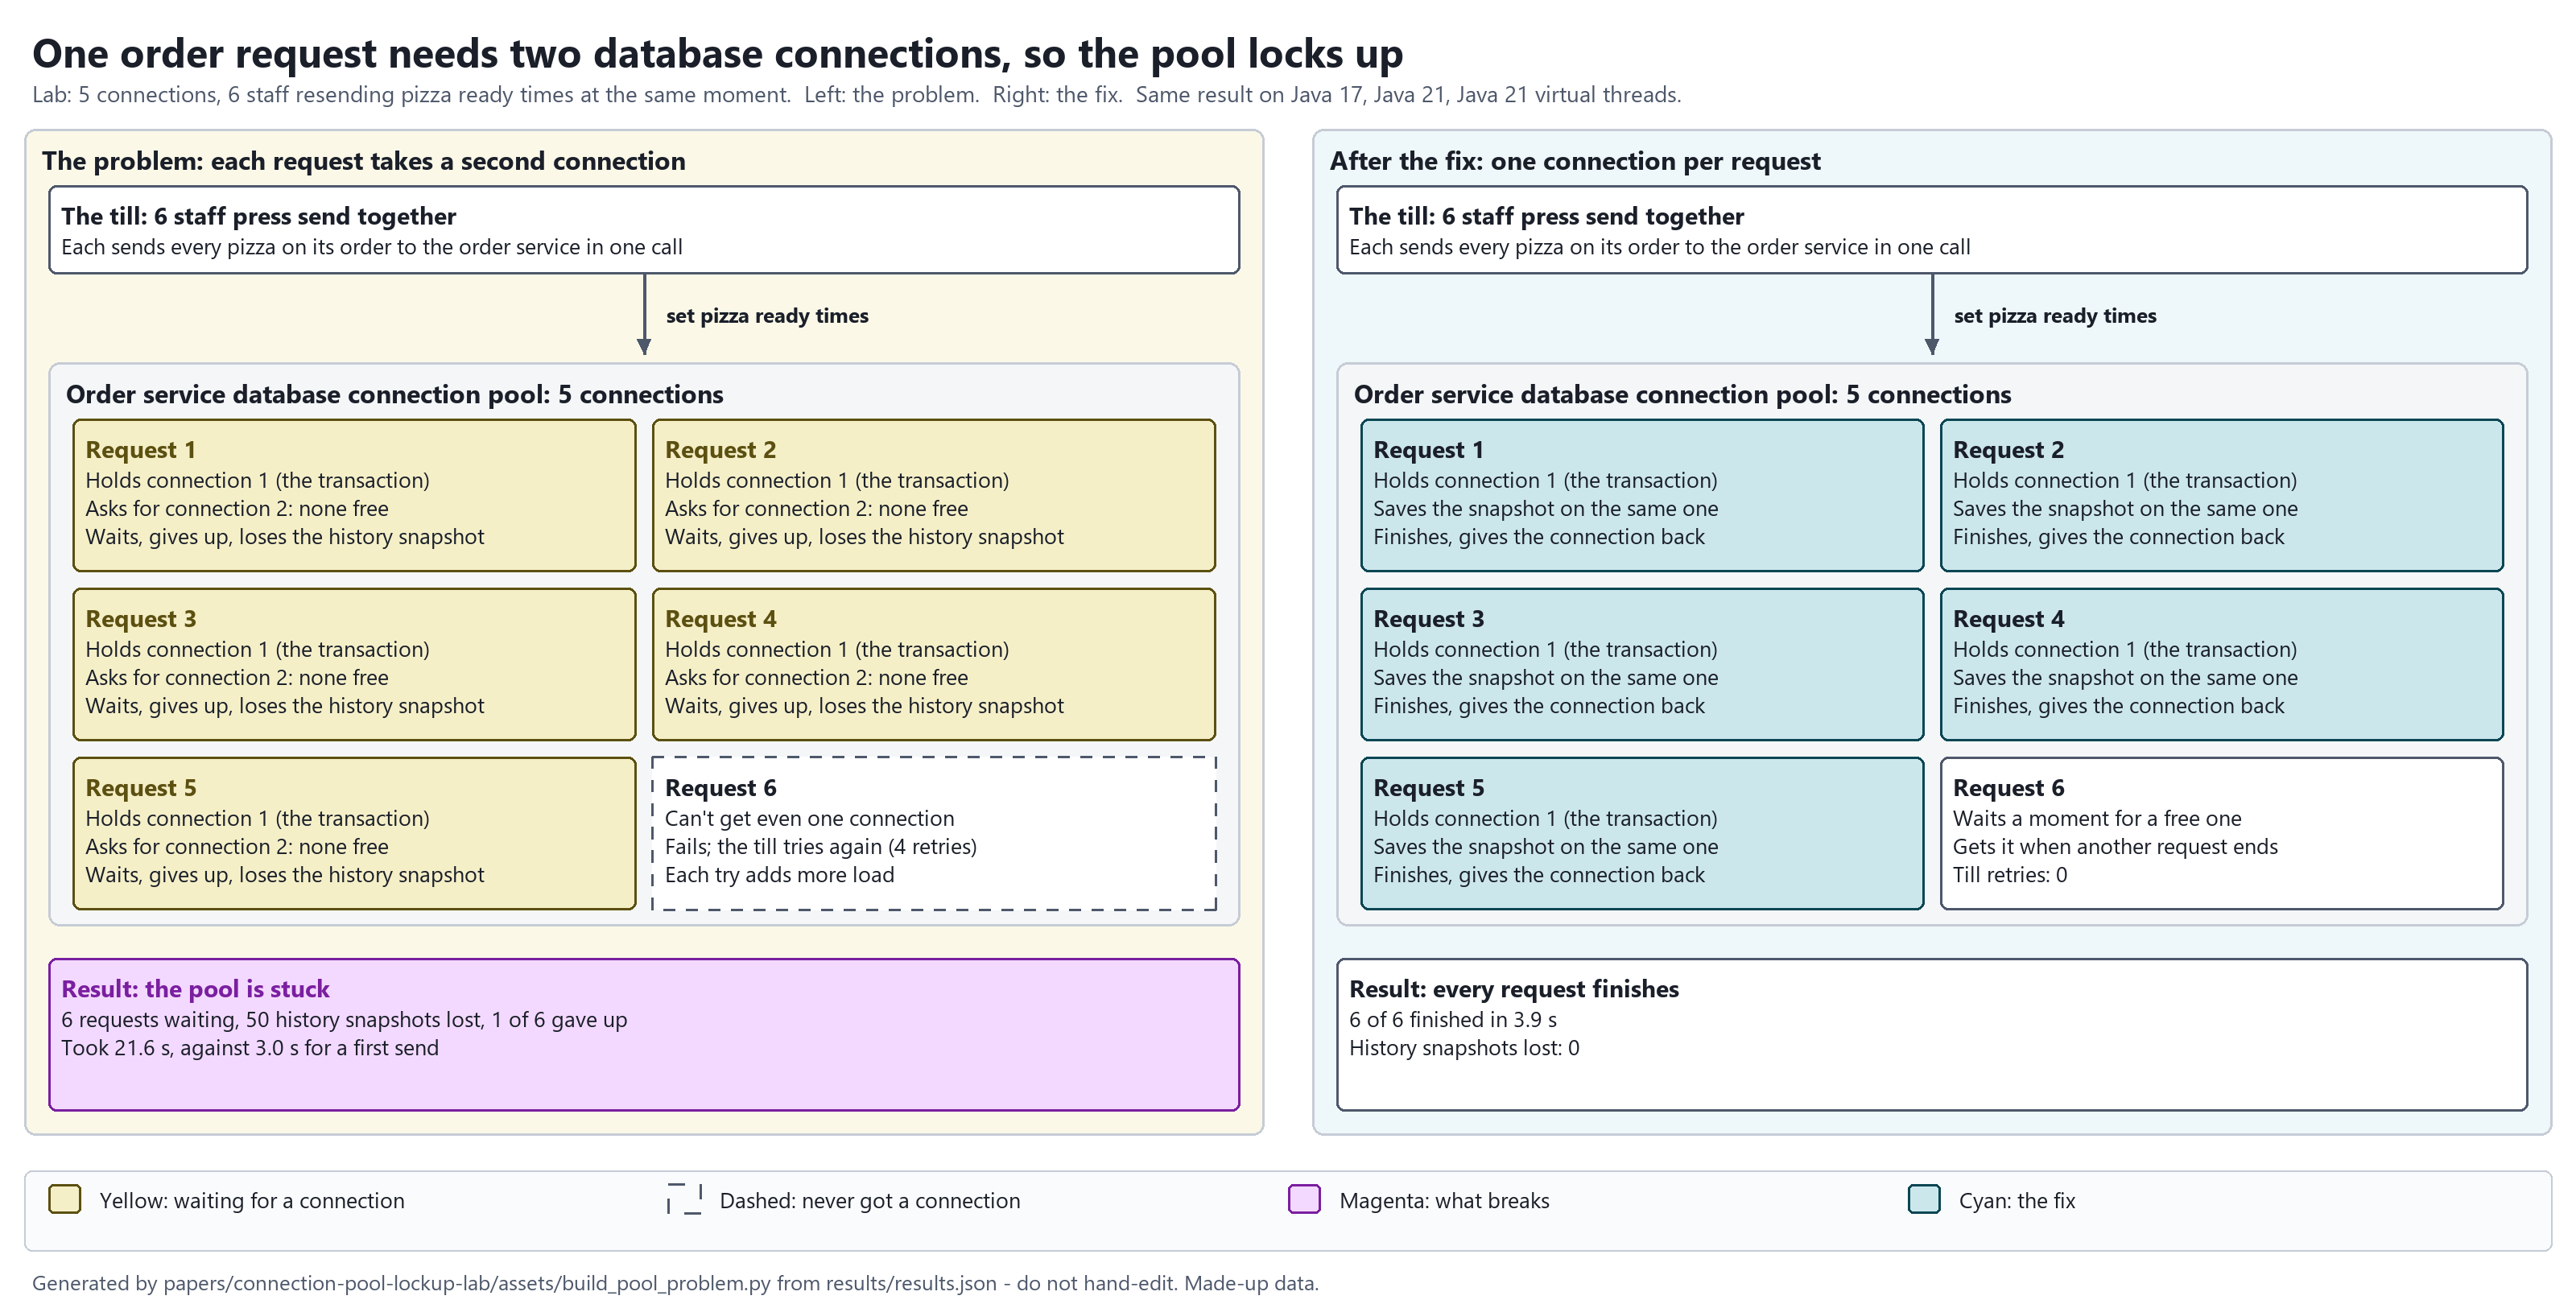 One order request needs two database connections, so the pool locks up
Lab: 5 connections, 6 staff resending pizza ready times at the same moment.  Left: the problem.  Right: the fix.  Same result on Java 17, Java 21, Java 21 virtual threads.
The problem: each request takes a second connection
The till: 6 staff press send together
Each sends every pizza on its order to the order service in one call
set pizza ready times
Order service database connection pool: 5 connections
Request 1
Holds connection 1 (the transaction)
Asks for connection 2: none free
Waits, gives up, loses the history snapshot
Request 2
Holds connection 1 (the transaction)
Asks for connection 2: none free
Waits, gives up, loses the history snapshot
Request 3
Holds connection 1 (the transaction)
Asks for connection 2: none free
Waits, gives up, loses the history snapshot
Request 4
Holds connection 1 (the transaction)
Asks for connection 2: none free
Waits, gives up, loses the history snapshot
Request 5
Holds connection 1 (the transaction)
Asks for connection 2: none free
Waits, gives up, loses the history snapshot
Request 6
Can't get even one connection
Fails; the till tries again (4 retries)
Each try adds more load
Result: the pool is stuck
6 requests waiting, 50 history snapshots lost, 1 of 6 gave up
Took 21.6 s, against 3.0 s for a first send
After the fix: one connection per request
The till: 6 staff press send together
Each sends every pizza on its order to the order service in one call
set pizza ready times
Order service database connection pool: 5 connections
Request 1
Holds connection 1 (the transaction)
Saves the snapshot on the same one
Finishes, gives the connection back
Request 2
Holds connection 1 (the transaction)
Saves the snapshot on the same one
Finishes, gives the connection back
Request 3
Holds connection 1 (the transaction)
Saves the snapshot on the same one
Finishes, gives the connection back
Request 4
Holds connection 1 (the transaction)
Saves the snapshot on the same one
Finishes, gives the connection back
Request 5
Holds connection 1 (the transaction)
Saves the snapshot on the same one
Finishes, gives the connection back
Request 6
Waits a moment for a free one
Gets it when another request ends
Till retries: 0
Result: every request finishes
6 of 6 finished in 3.9 s
History snapshots lost: 0
Yellow: waiting for a connection
Dashed: never got a connection
Magenta: what breaks
Cyan: the fix
Generated by papers/connection-pool-lockup-lab/assets/build_pool_problem.py from results/results.json - do not hand-edit. Made-up data.